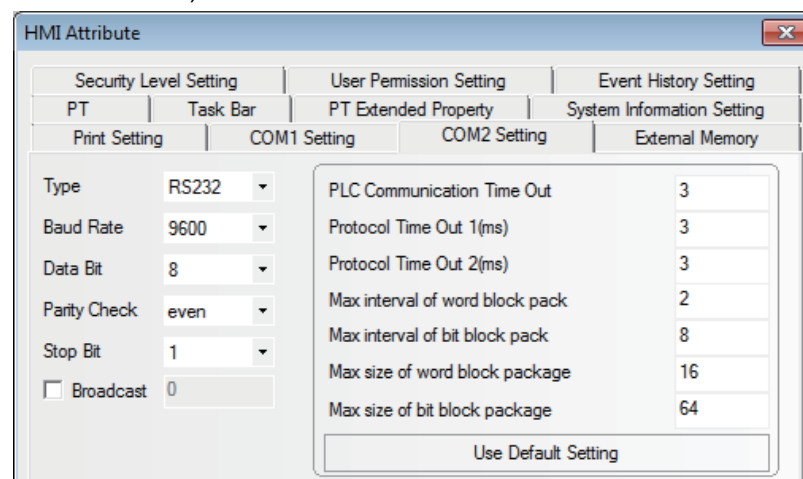 HMI Attribute
Security Level Setting User Permission Setting Event History Setting
PT Task Bar PT Extended Property System Information Setting
Print Setting COM1 Setting COM2 Setting External Memory
Type RS232
Baud Rate 9600
Data Bit 8
Parity Check even
Stop Bit 1
Broadcast 0
PLC Communication Time Out 3
Protocol Time Out 1(ms) 3
Protocol Time Out 2(ms) 3
Max interval of word block pack 2
Max interval of bit block pack 8
Max size of word block package 16
Max size of bit block package 64
Use Default Setting